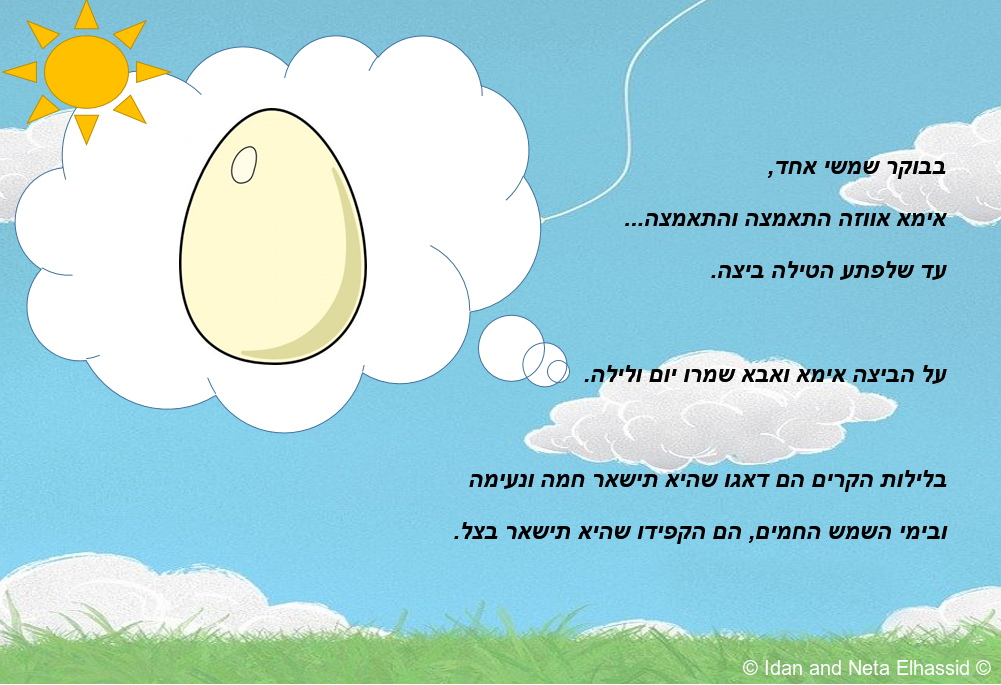 בבוקר שמשי אחד,
אימא אווזה התאמצה והתאמצה...
עד שלפתע הטילה ביצה.
על הביצה אימא ואבא שמרו יום ולילה.
בלילות הקרים הם דאגו שהיא תישאר חמה ונעימה
ובימי השמש החמים, הם הקפידו שהיא תישאר בצל.
© Idan and Neta Elhassid ©